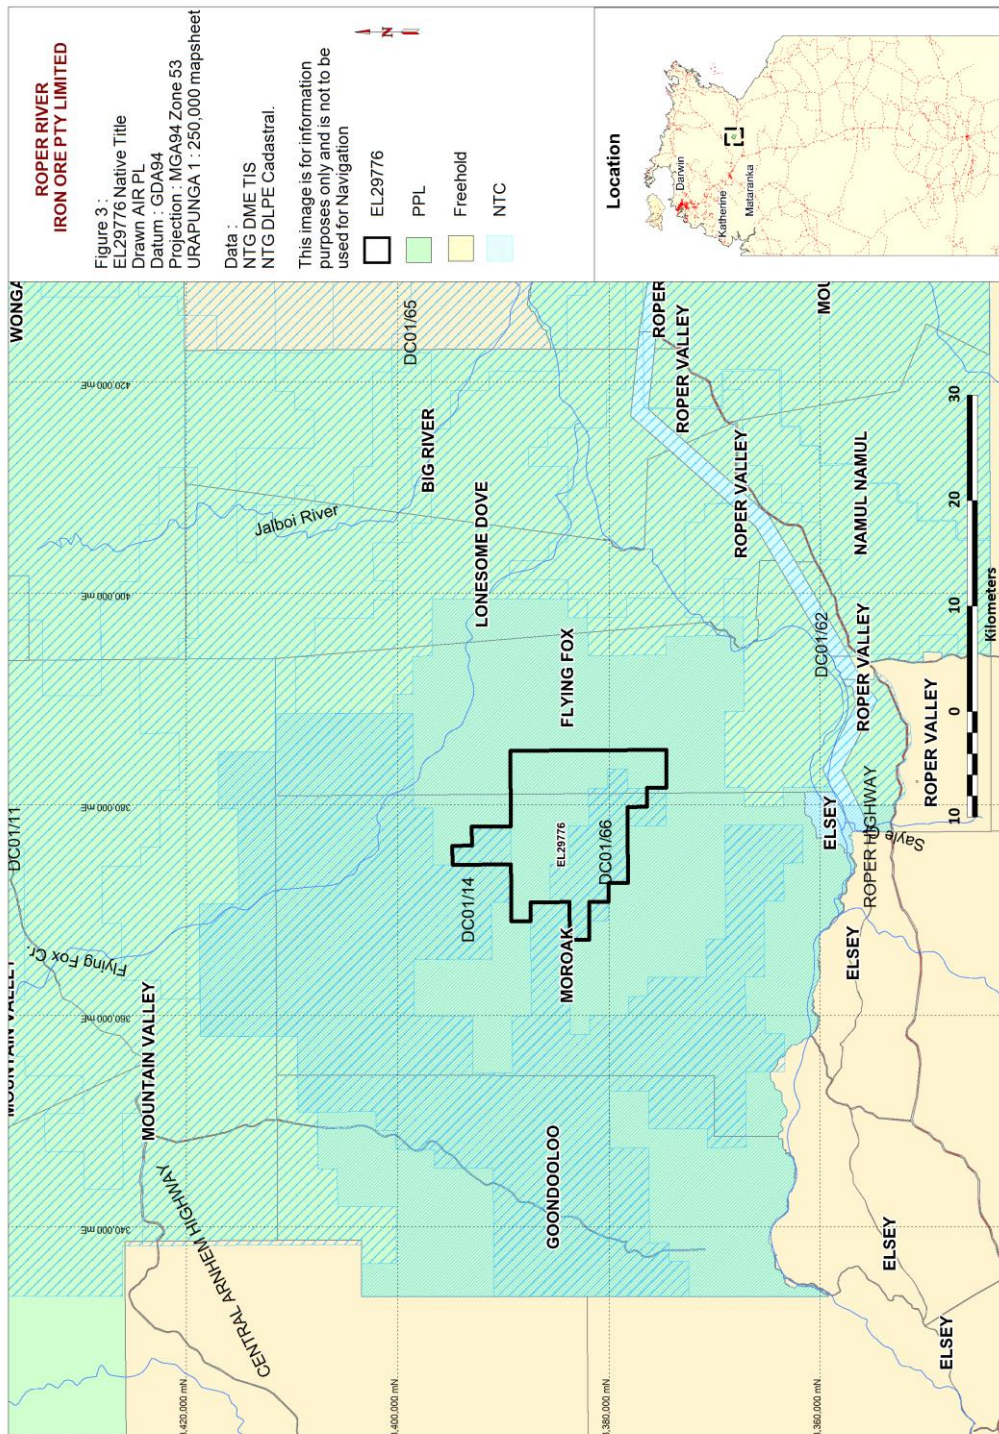 ROPER RIVER
IRON ORE PTY LIMITED
Figure 3 :
EL29776 Native Title
Drawn AIR PL
Datum : GDA94
Projection : MGA94 Zone 53
URAPUNGA 1 : 250,000 mapsheet
Data :
NTG DME TIS
NTG DLPE Cadastral.
This image is for information
purposes only and is not to be
used for Navigation
N
EL29776
PPL
Freehold
NTC
Location
Darwin
Katherine
Mataranka
MOUNTAIN VALLEY
Flying Fox Cr.
DC01/11
WONGA
MOUNTAIN VALLEY
CENTRAL ARNHEM HIGHWAY
340,000 mE
360,000 mE
380,000 mE
400,000 mE
420,000 mE
,420,000 mN
,400,000 mN
,380,000 mN
,360,000 mN
Jalboi River
DC01/65
BIG RIVER
LONESOME DOVE
DC01/14
EL29776
DC01/66
FLYING FOX
MOROAK
GOONDOOLOO
ROPER
ROPER VALLEY
ROPER VALLEY
MOU
DC01/62
NAMUL NAMUL
ROPER VALLEY
ELSEY
ROPER HIGHWAY
ELSEY
Sayle Cr.
ROPER VALLEY
ELSEY
ELSEY
10
0
10
20
30
Kilometers